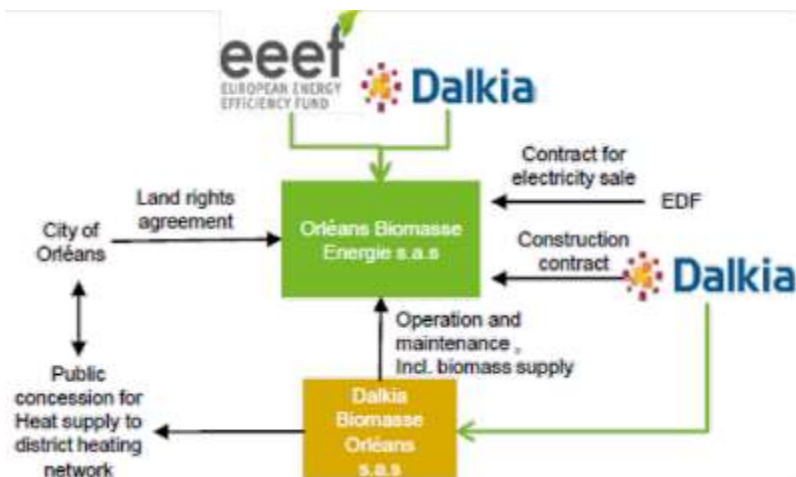 eeef
EUROPEAN ENERGY
EFFICIENCY FUND
Dalkia
Contract for
electricity sale
EDF
Land rights
agreement
City of
Orléans
Orléans Biomasse
Energie s.a.s
Construction
contract
Dalkia
Operation and
maintenance ,
Incl. biomass supply
Public
concession for
Heat supply to
district heating
network
Dalkia
Biomasse
Orléans
s.a.s